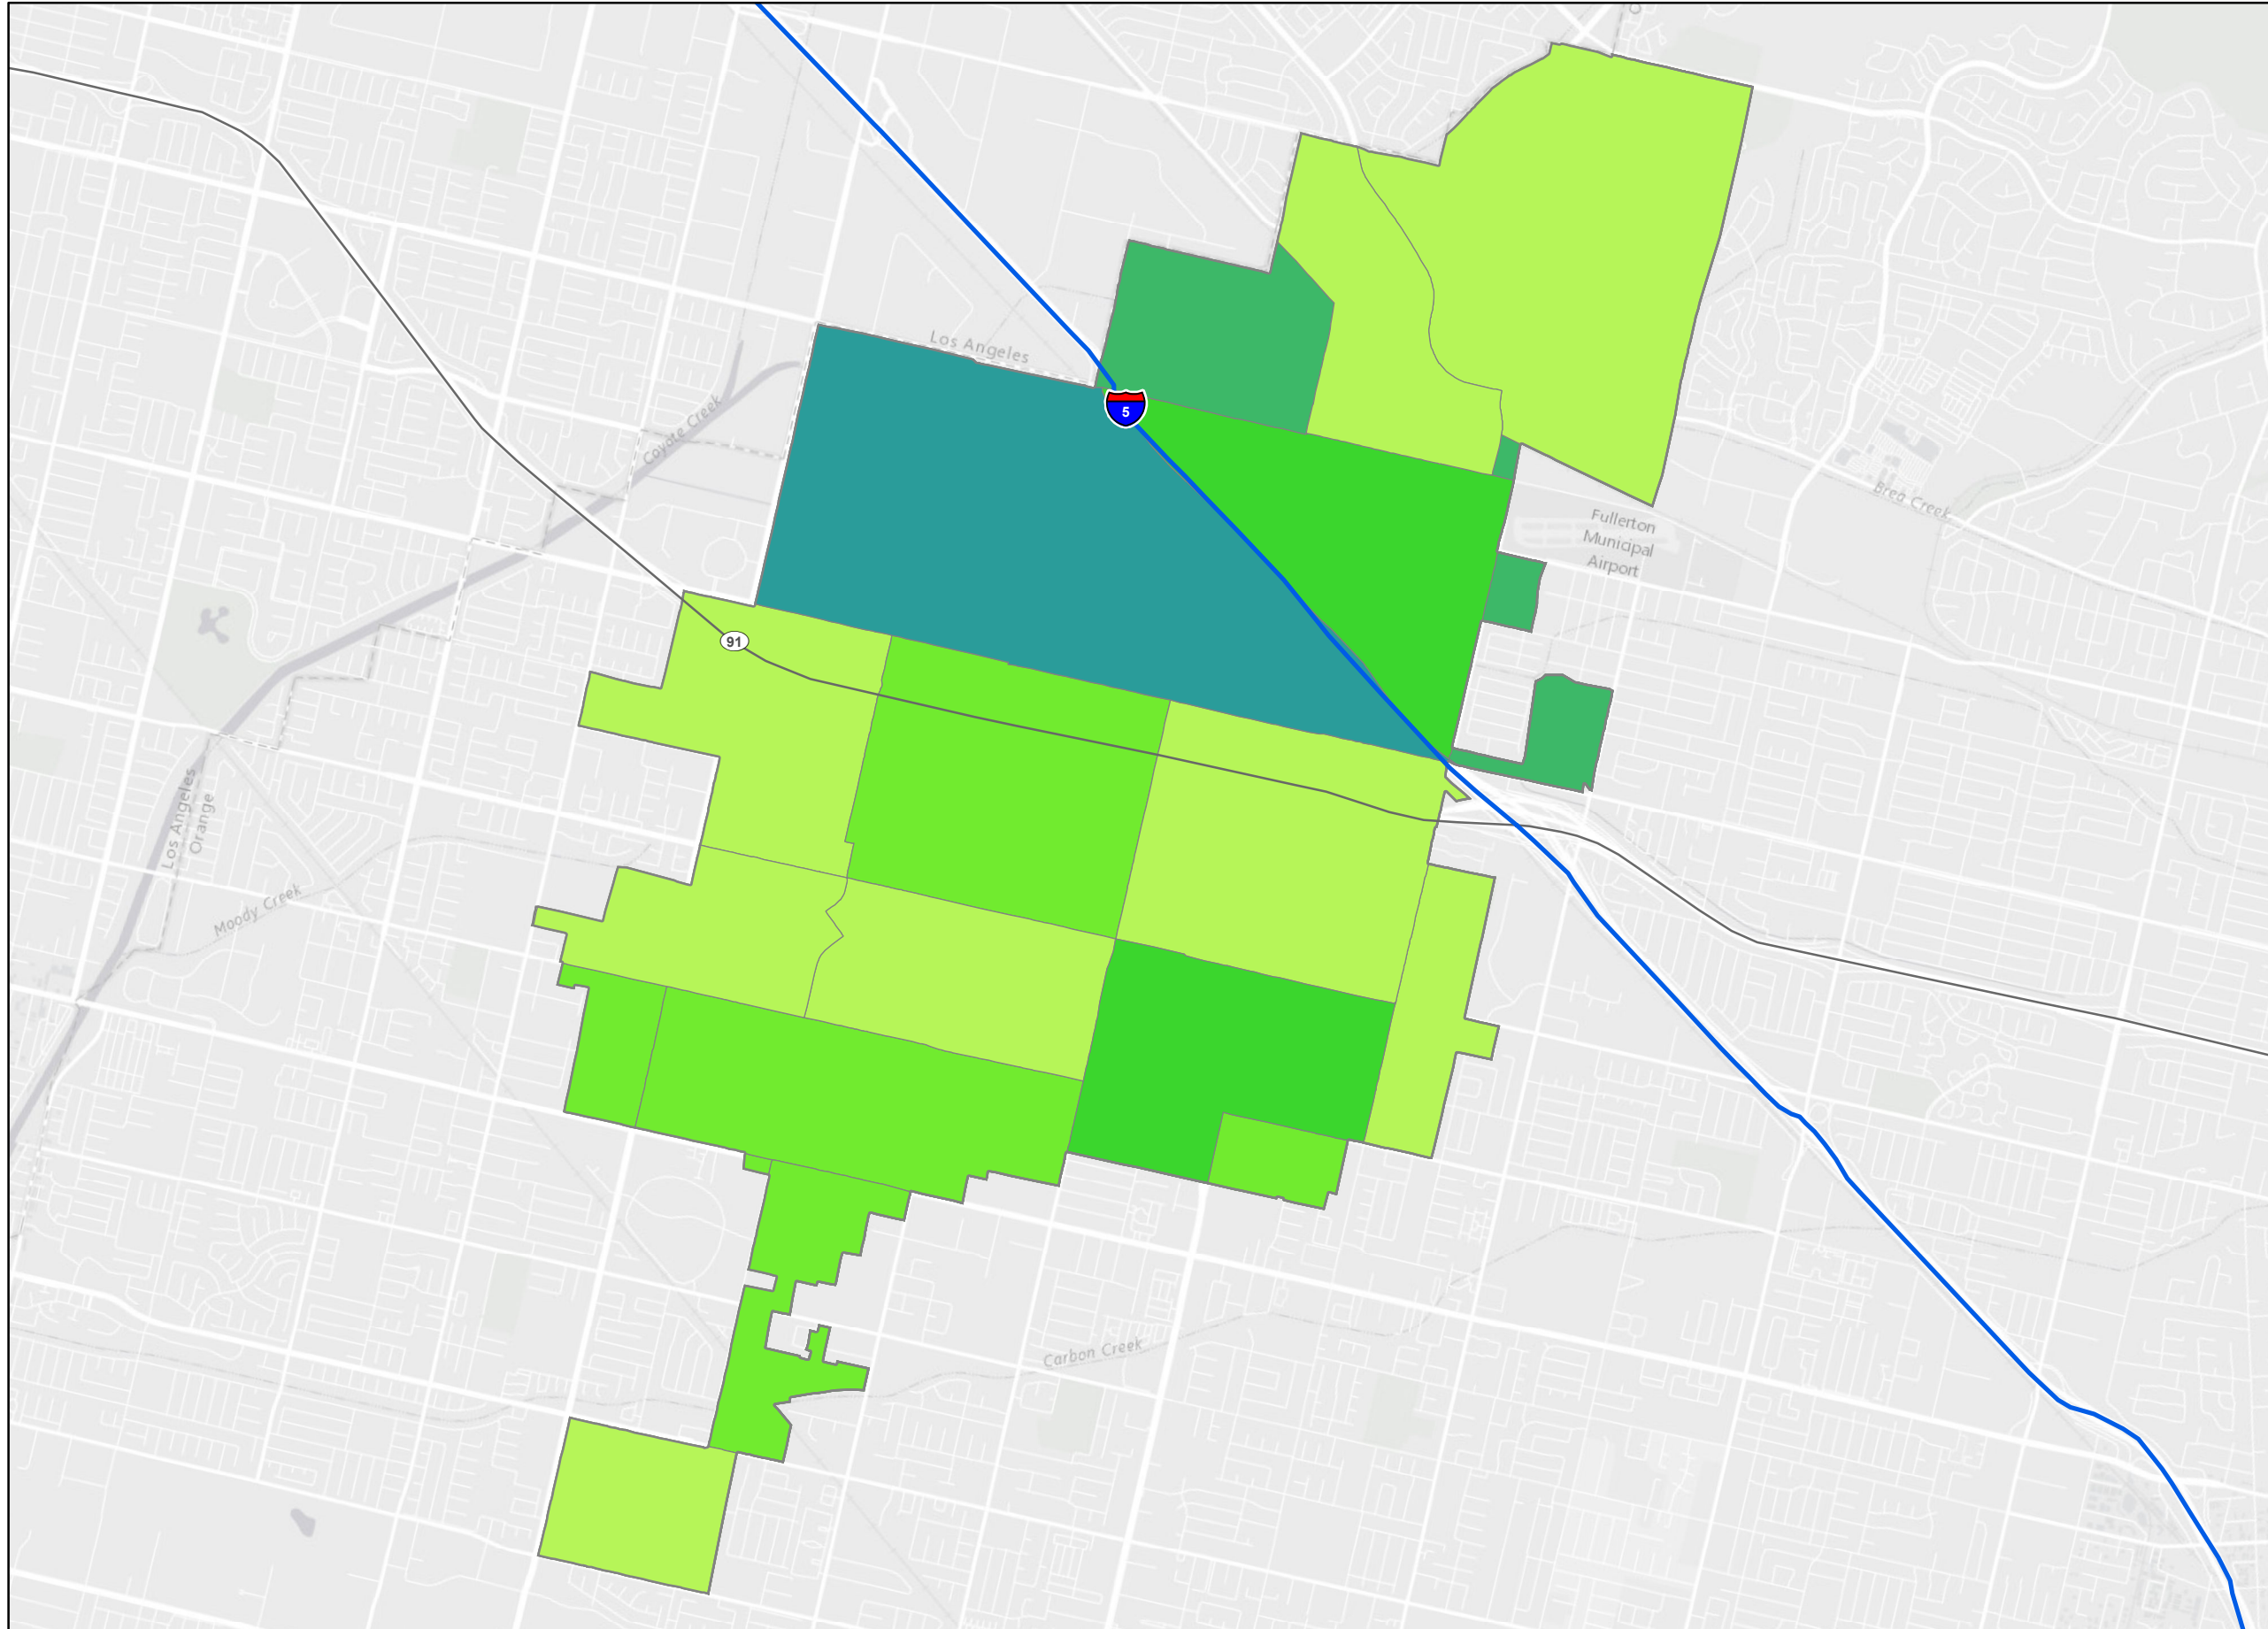 Los Angeles
5
Coyote Creek
Brea Creek
Fullerton
Municipal
Airport
91
Los Angeles
Orange
Moody Creek
Carbon Creek